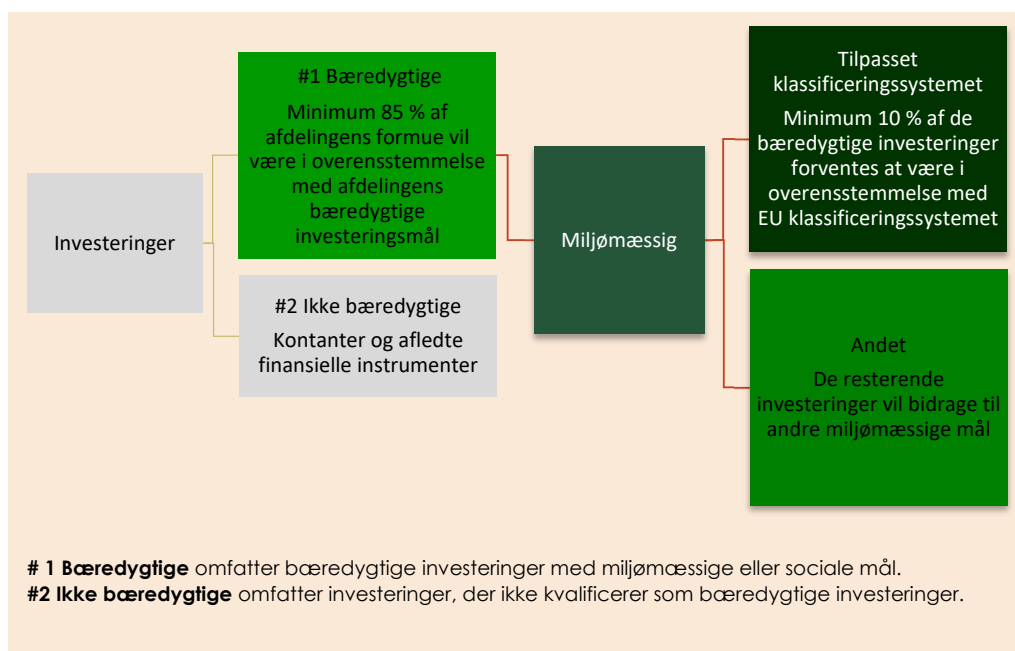 Investeringer
#1 Bæredygtige
Minimum 85 % af
afdelingens formue vil
være i overensstemmelse
med afdelingens
bæredygtige
investeringsmål
#2 Ikke bæredygtige
Kontanter og afledte
finansielle instrumenter
Miljømæssig
Tilpasset
klassificeringssystemet
Minimum 10 % af de
bæredygtige investeringer
forventes at være i
overensstemmelse med
EU klassificeringssystemet
Andet
De resterende
investeringer vil bidrage til
andre miljømæssige mål
# 1 Bæredygtige omfatter bæredygtige investeringer med miljømæssige eller sociale mål.
#2 Ikke bæredygtige omfatter investeringer, der ikke kvalificerer som bæredygtige investeringer.